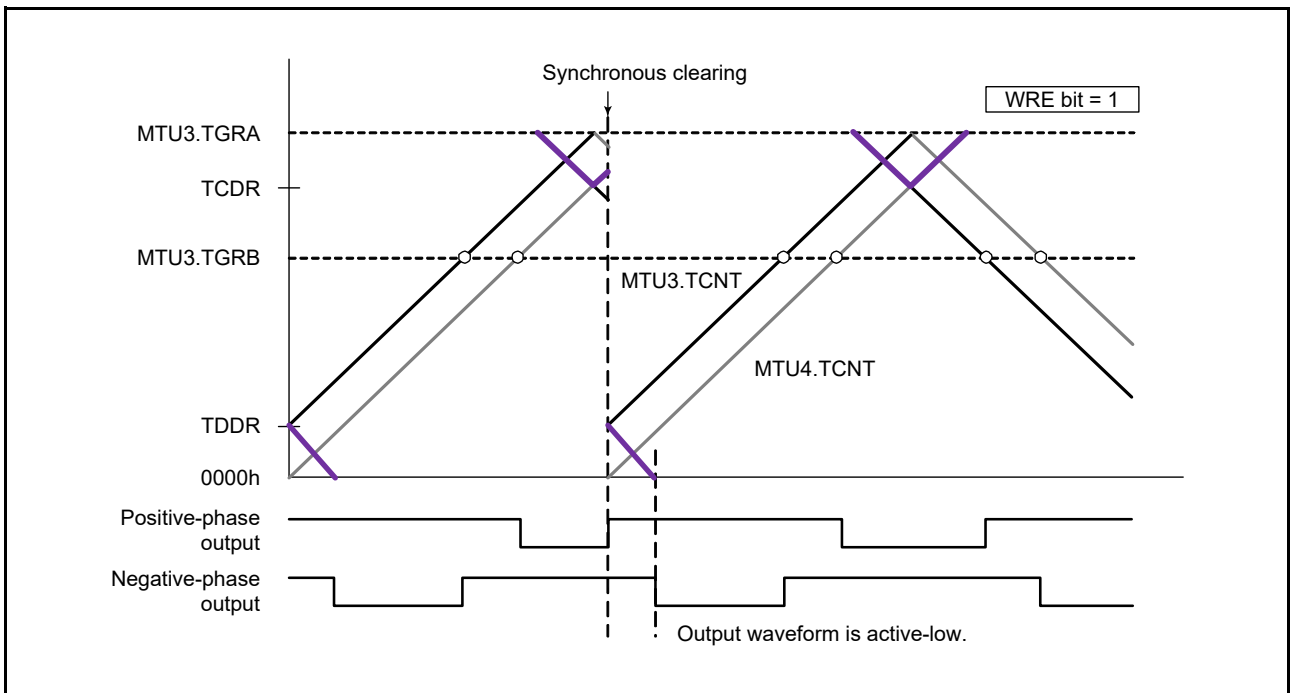 Synchronous clearing
WRE bit = 1
MTU3.TGRA
TCDR
MTU3.TGRB
MTU3.TCNT
MTU4.TCNT
TDDR
0000h
Positive-phase
output
Negative-phase
output
Output waveform is active-low.